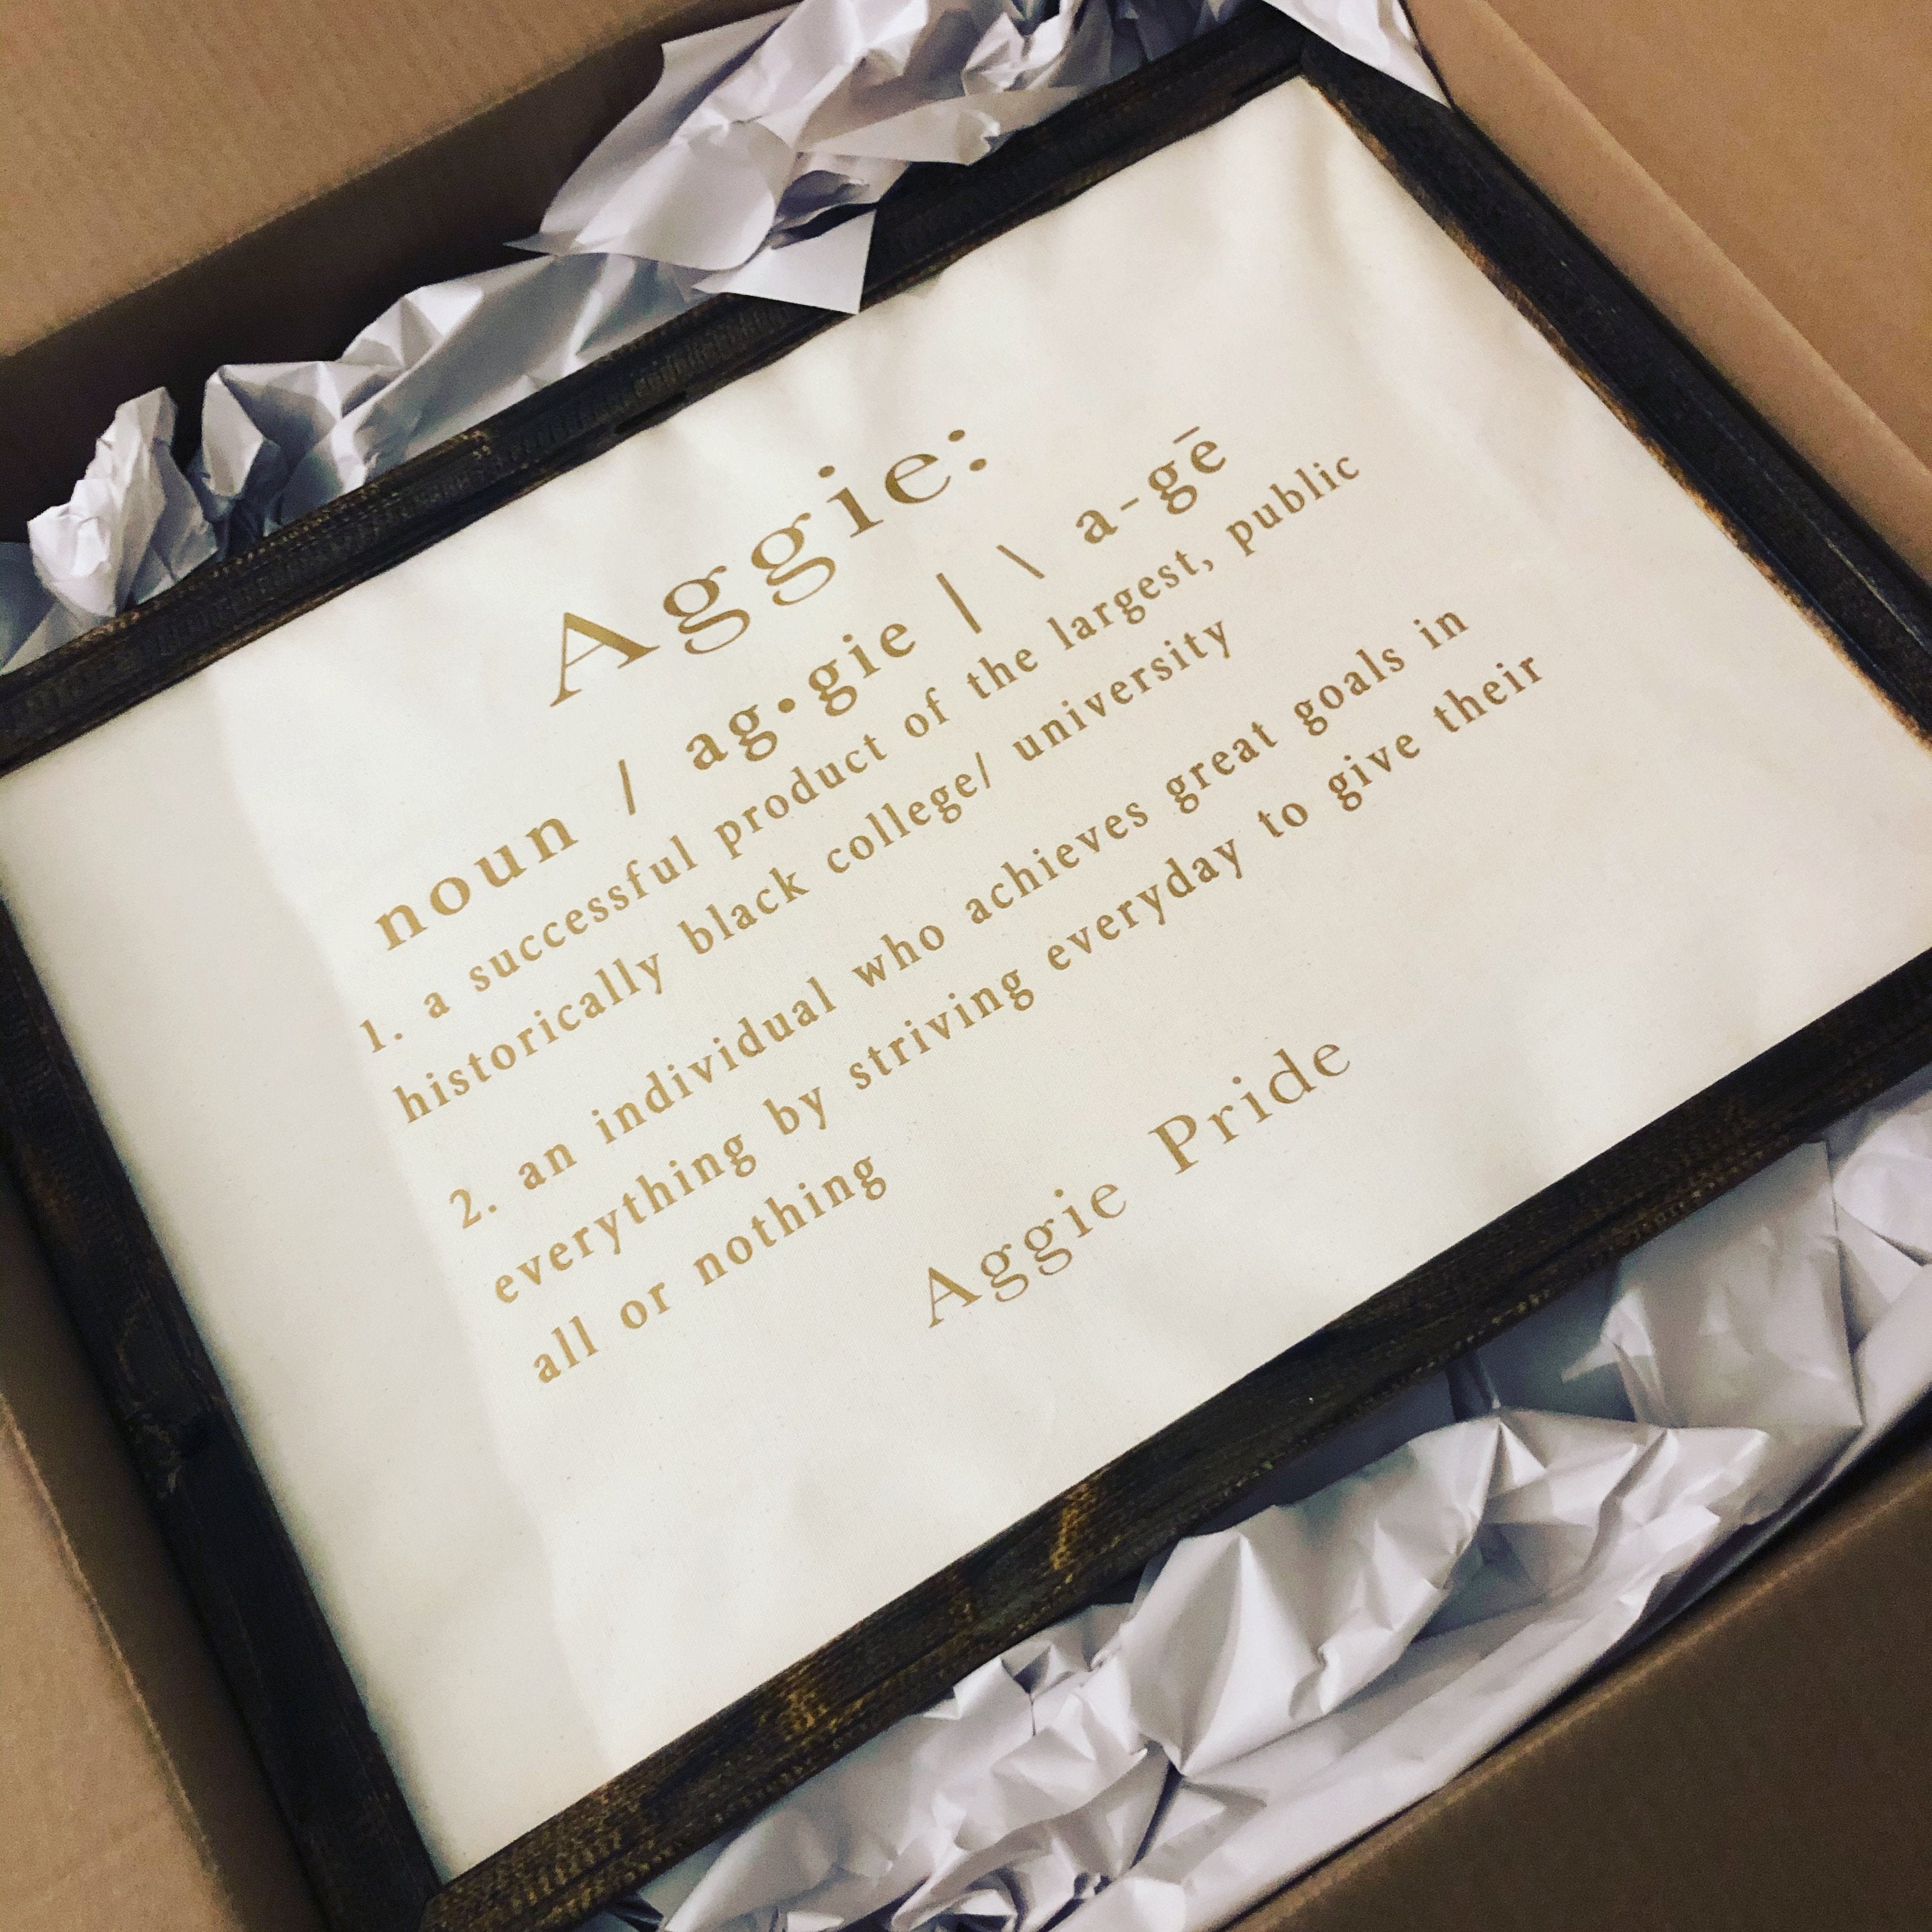 Aggie:
noun / ag•gie | \ a-gē
1. a successful product of the largest, public
historically black college/ university
2. an individual who achieves great goals in
everything by striving everyday to give their
all or nothing
Aggie Pride